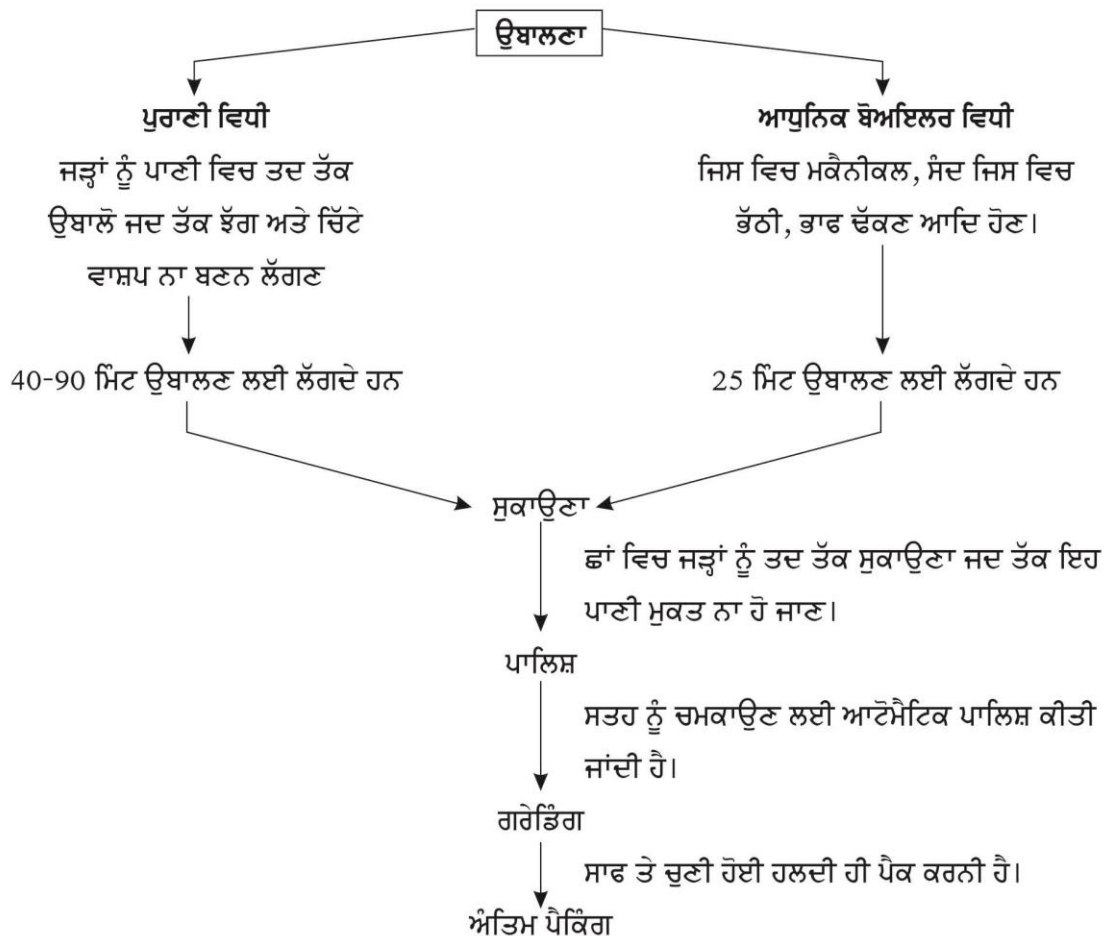 ਉਬਾਲਣਾ
ਪੁਰਾਣੀ ਵਿਧੀ
ਜੜ੍ਹਾਂ ਨੂੰ ਪਾਣੀ ਵਿਚ ਤਦ ਤੱਕ
ਉਬਾਲੋ ਜਦ ਤੱਕ ਝੱਗ ਅਤੇ ਚਿੱਟੇ
ਵਾਸ਼ਪ ਨਾ ਬਣਨ ਲੱਗਣ
40-90 ਮਿੰਟ ਉਬਾਲਣ ਲਈ ਲੱਗਦੇ ਹਨ
ਆਧੁਨਿਕ ਬੋਅਇਲਰ ਵਿਧੀ
ਜਿਸ ਵਿਚ ਮਕੈਨੀਕਲ, ਸੰਦ ਜਿਸ ਵਿਚ
ਭੱਠੀ, ਭਾਫ ਢੱਕਣ ਆਦਿ ਹੋਣ।
25 ਮਿੰਟ ਉਬਾਲਣ ਲਈ ਲੱਗਦੇ ਹਨ
ਸੁਕਾਉਣਾ
ਛਾਂ ਵਿਚ ਜੜ੍ਹਾਂ ਨੂੰ ਤਦ ਤੱਕ ਸੁਕਾਉਣਾ ਜਦ ਤੱਕ ਇਹ
ਪਾਣੀ ਮੁਕਤ ਨਾ ਹੋ ਜਾਣ।
ਪਾਲਿਸ਼
ਸਤਹ ਨੂੰ ਚਮਕਾਉਣ ਲਈ ਆਟੋਮੈਟਿਕ ਪਾਲਿਸ਼ ਕੀਤੀ
ਜਾਂਦੀ ਹੈ।
ਗਰੇਡਿੰਗ
ਸਾਫ ਤੇ ਚੁਣੀ ਹੋਈ ਹਲਦੀ ਹੀ ਪੈਕ ਕਰਨੀ ਹੈ।
ਅੰਤਿਮ ਪੈਕਿੰਗ